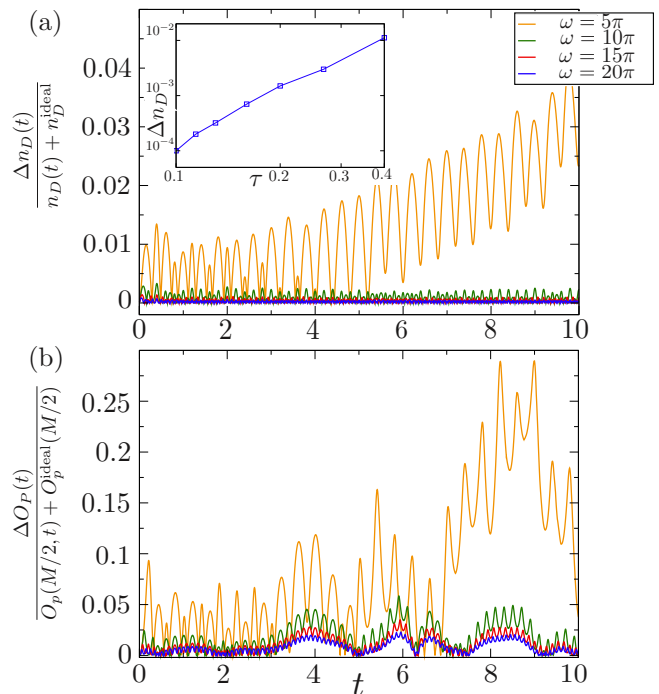 (a)
ω = 5π
ω = 10π
ω = 15π
ω = 20π
Δn_D(t)
n_D(t) + n_D^ideal
0.04
0.03
0.02
0.01
0
10^−2
10^−3
10^−4
Δn_D
0.1 τ 0.2 0.3 0.4
0 2 4 6 8 10
(b)
ΔO_P(t)
O_p(M/2, t) + O_p^ideal(M/2)
0.25
0.2
0.15
0.1
0.05
0
0 2 4 6 8 10
t